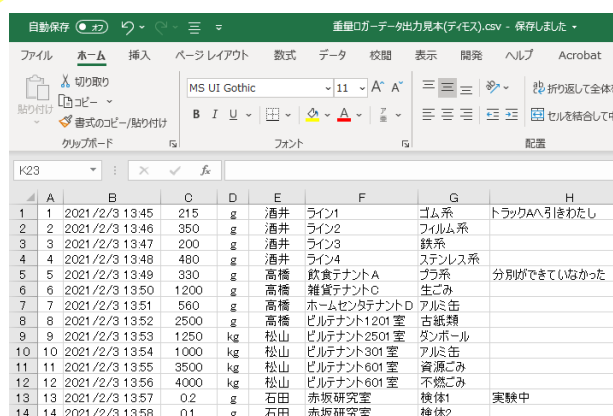 自動保存 オフ 重量ロガーデータ出力見本(ディモス).csv - 保存しました
ファイル ホーム 挿入 ページ レイアウト 数式 データ 校閲 表示 開発 ヘルプ Acrobat
貼り付け 切り取り コピー 書式のコピー/貼り付け
MS UI Gothic 11 A A
B I U A
折り返して全体
セルを結合して中
クリップボード フォント 配置
K23 fx
A B C D E F G H
1 1 2021/2/3 13:45 215 g 酒井 ライン1 ゴム系 トラックAへ引きわたし
2 2 2021/2/3 13:46 350 g 酒井 ライン2 フィルム系
3 3 2021/2/3 13:47 200 g 酒井 ライン3 鉄系
4 4 2021/2/3 13:48 480 g 酒井 ライン4 ステンレス系
5 5 2021/2/3 13:49 330 g 高橋 飲食テナントA プラ系 分別ができていなかった
6 6 2021/2/3 13:50 1200 g 高橋 雑貨テナントC 生ごみ
7 7 2021/2/3 13:51 560 g 高橋 ホームセンタテナントD アルミ缶
8 8 2021/2/3 13:52 2500 g 高橋 ビルテナント1201室 古紙類
9 9 2021/2/3 13:53 1250 kg 松山 ビルテナント2501室 ダンボール
10 10 2021/2/3 13:54 1000 kg 松山 ビルテナント301室 アルミ缶
11 11 2021/2/3 13:55 3500 kg 松山 ビルテナント601室 資源ごみ
12 12 2021/2/3 13:56 4000 kg 松山 ビルテナント601室 不燃ごみ
13 13 2021/2/3 13:57 0.2 g 石田 赤坂研究室 検体1 実験中
14 14 2021/2/3 13:58 0.1 g 石田 赤坂研究室 検体2